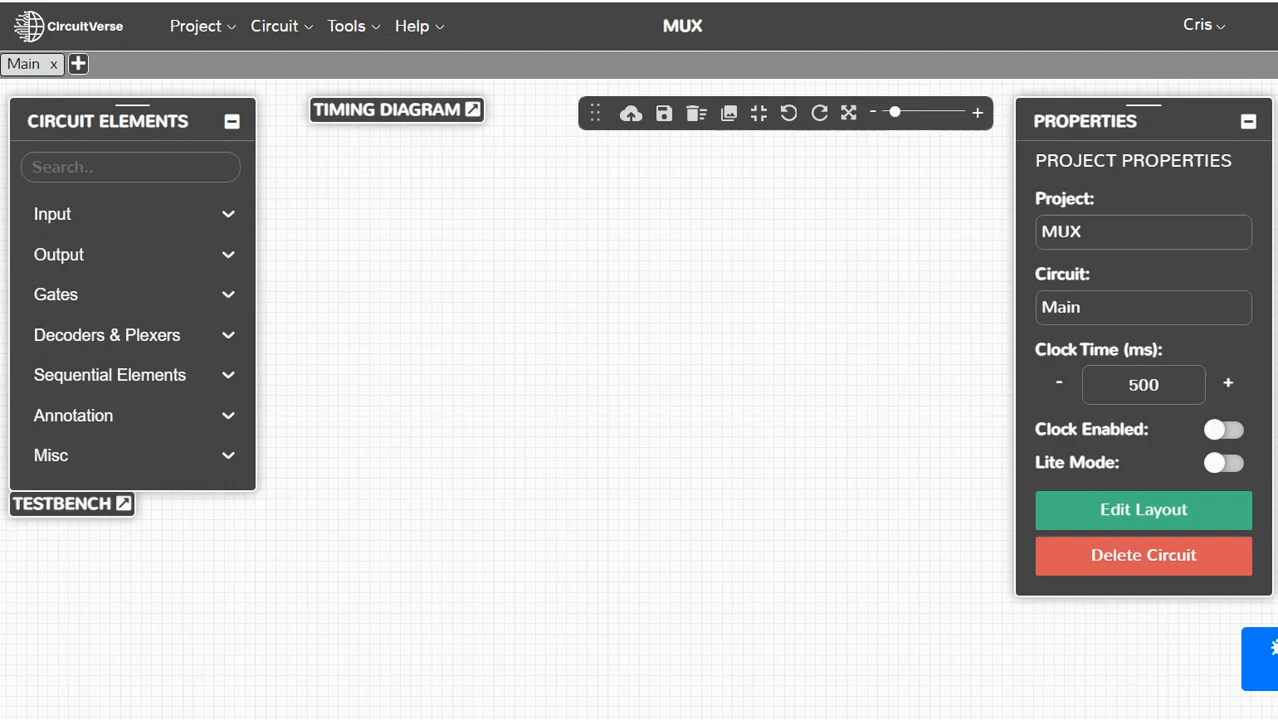 CircuitVerse
Project
Circuit
Tools
Help
MUX
Cris
Main x
CIRCUIT ELEMENTS
Search..
Input
Output
Gates
Decoders & Plexers
Sequential Elements
Annotation
Misc
TESTBENCH
TIMING DIAGRAM
- +
PROPERTIES
PROJECT PROPERTIES
Project:
MUX
Circuit:
Main
Clock Time (ms):
- 500 +
Clock Enabled:
Lite Mode:
Edit Layout
Delete Circuit